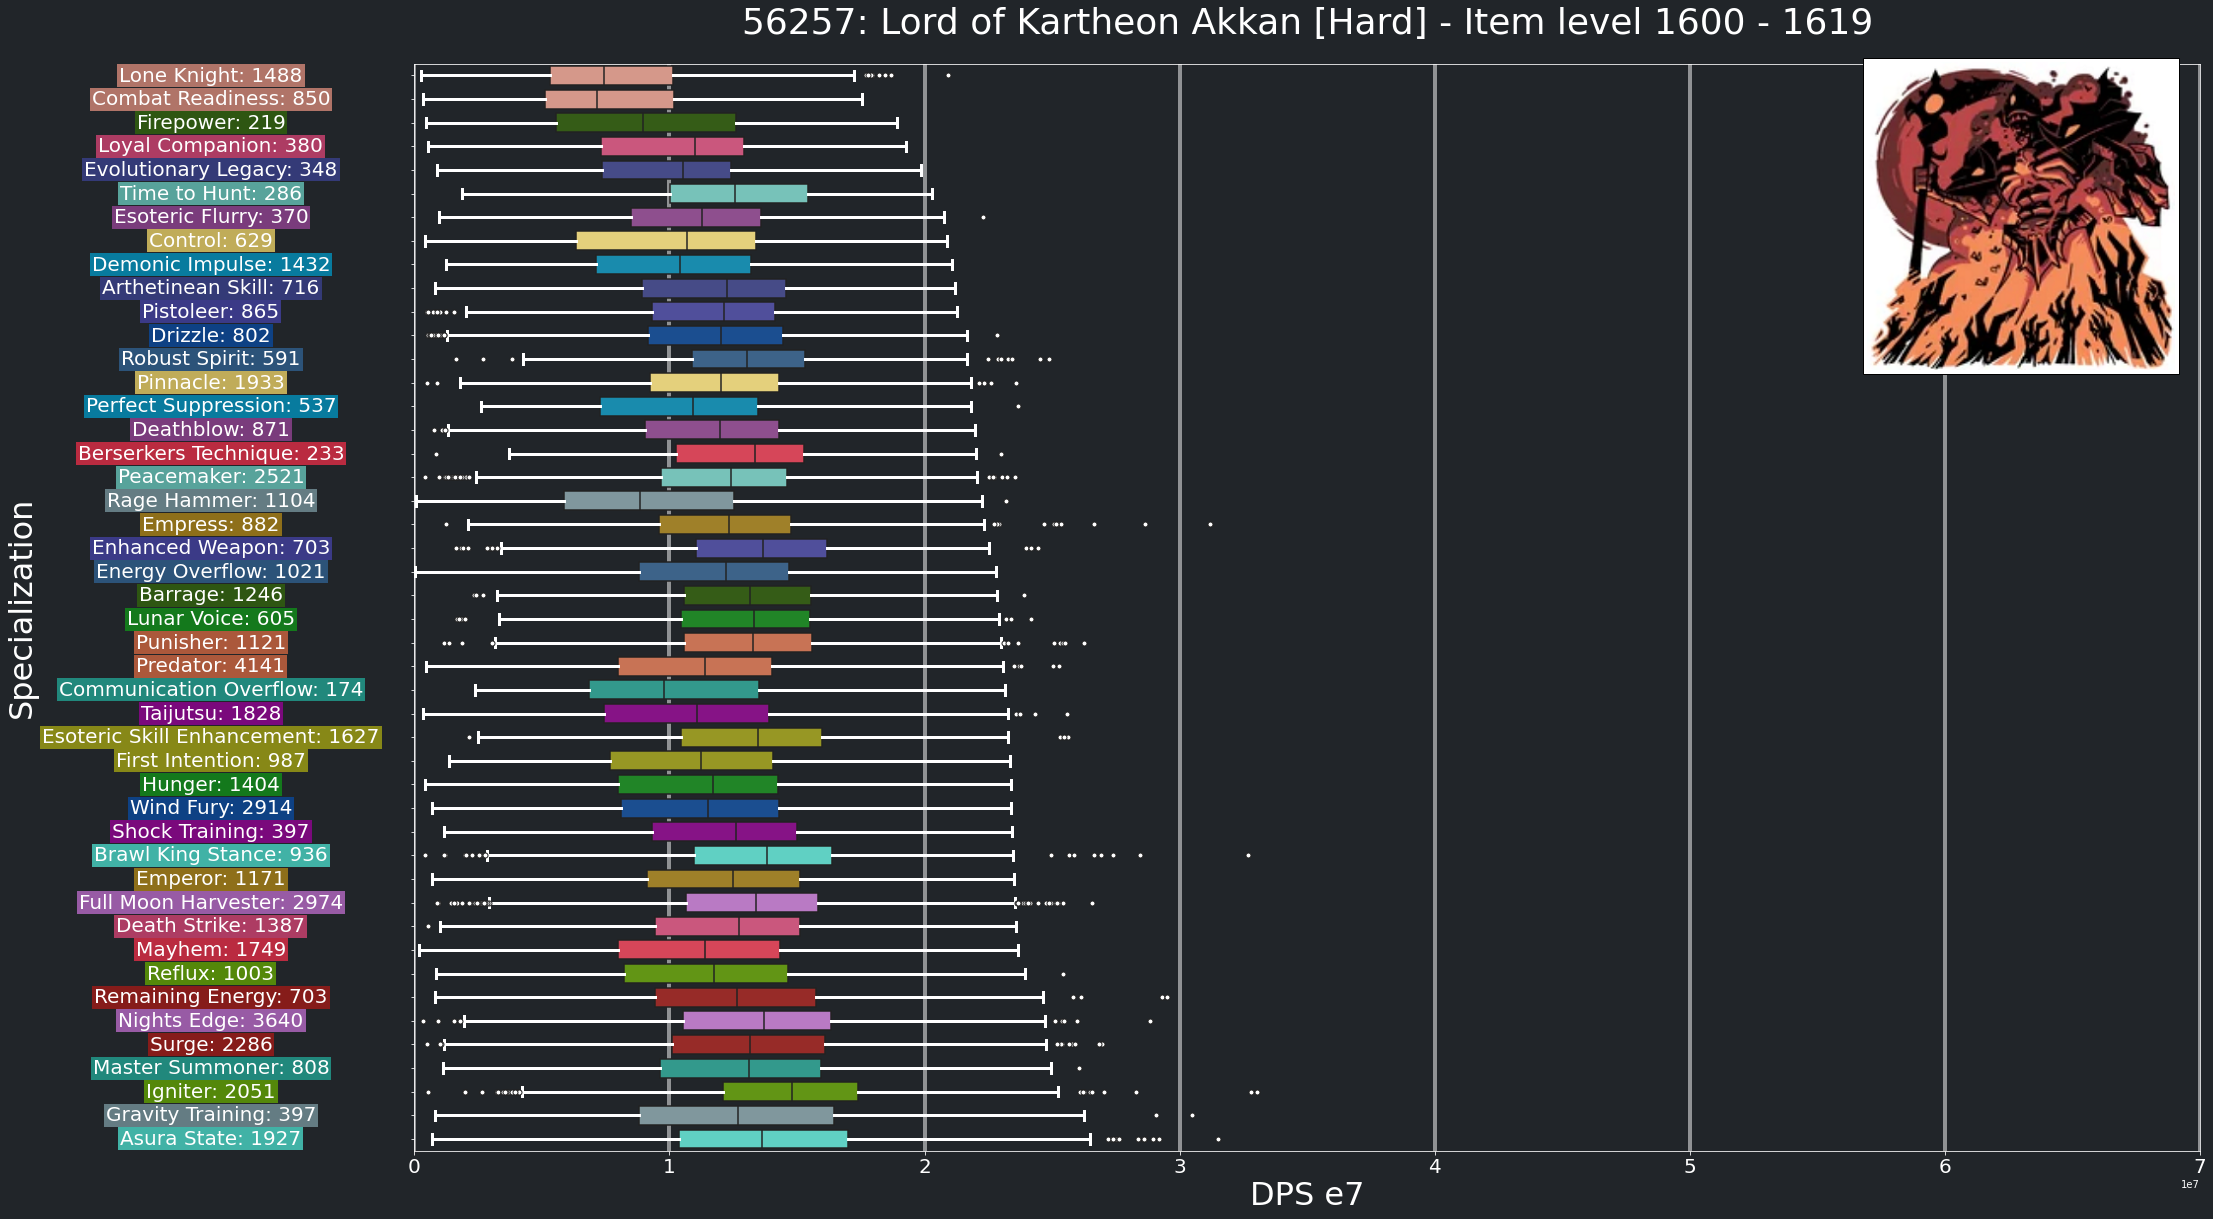 56257: Lord of Kartheon Akkan [Hard] - Item level 1600 - 1619
Specialization
Lone Knight: 1488
Combat Readiness: 850
Firepower: 219
Loyal Companion: 380
Evolutionary Legacy: 348
Time to Hunt: 286
Esoteric Flurry: 370
Control: 629
Demonic Impulse: 1432
Arthetinean Skill: 716
Pistoleer: 865
Drizzle: 802
Robust Spirit: 591
Pinnacle: 1933
Perfect Suppression: 537
Deathblow: 871
Berserkers Technique: 233
Peacemaker: 2521
Rage Hammer: 1104
Empress: 882
Enhanced Weapon: 703
Energy Overflow: 1021
Barrage: 1246
Lunar Voice: 605
Punisher: 1121
Predator: 4141
Communication Overflow: 174
Taijutsu: 1828
Esoteric Skill Enhancement: 1627
First Intention: 987
Hunger: 1404
Wind Fury: 2914
Shock Training: 397
Brawl King Stance: 936
Emperor: 1171
Full Moon Harvester: 2974
Death Strike: 1387
Mayhem: 1749
Reflux: 1003
Remaining Energy: 703
Nights Edge: 3640
Surge: 2286
Master Summoner: 808
Igniter: 2051
Gravity Training: 397
Asura State: 1927
0 1 2 3 4 5 6 7
1e7
DPS e7